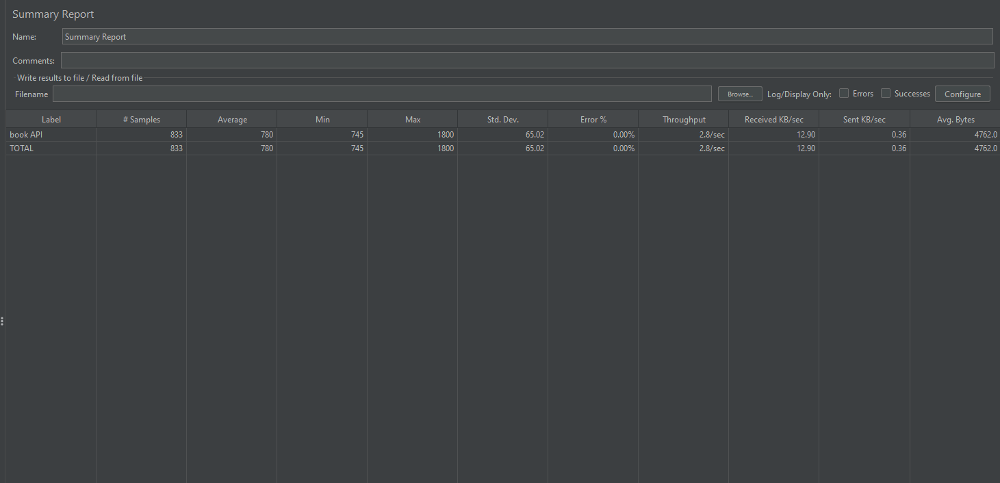 Summary Report
Name: Summary Report
Comments:
Write results to file / Read from file
Filename Browse... Log/Display Only: Errors Successes Configure
Label # Samples Average Min Max Std. Dev. Error % Throughput Received KB/sec Sent KB/sec Avg. Bytes
book API 833 780 745 1800 65.02 0.00% 2.8/sec 12.90 0.36 4762.0
TOTAL 833 780 745 1800 65.02 0.00% 2.8/sec 12.90 0.36 4762.0